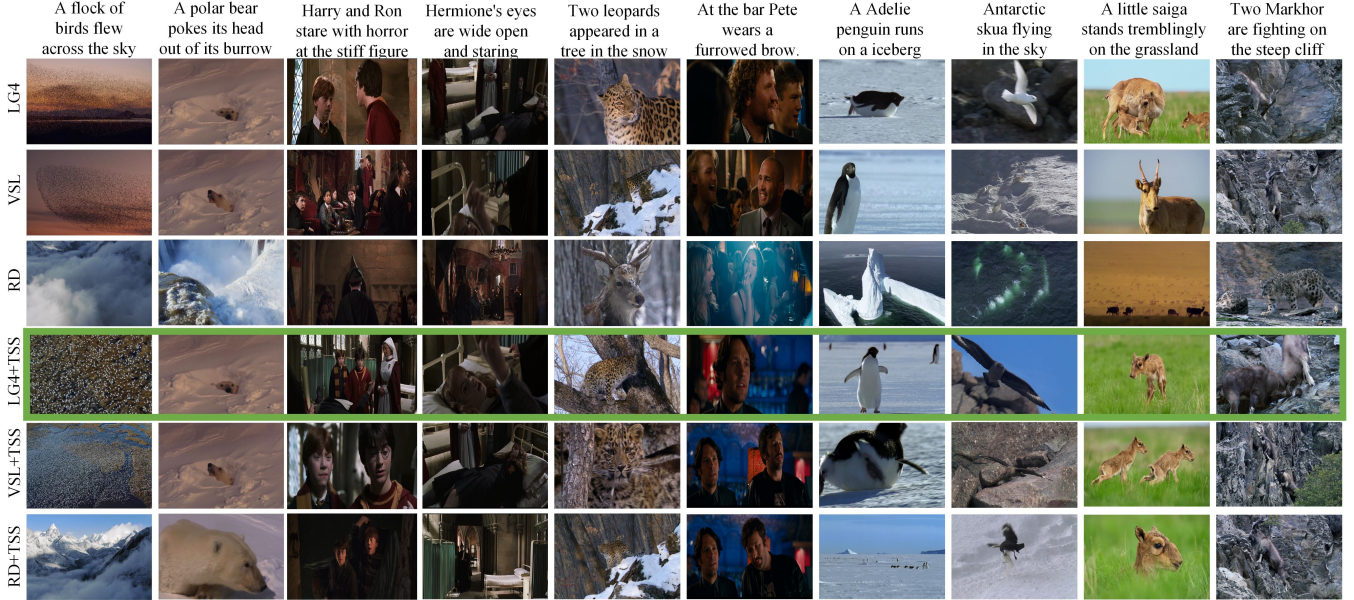 A flock of
birds flew
across the sky
A polar bear
pokes its head
out of its burrow
Harry and Ron
stare with horror
at the stiff figure
Hermione's eyes
are wide open
and staring
Two leopards
appeared in a
tree in the snow
At the bar Pete
wears a
furrowed brow.
A Adelie
penguin runs
on a iceberg
Antarctic
skua flying
in the sky
A little saiga
stands tremblingly
on the grassland
Two Markhor
are fighting on
the steep cliff
LG4
VSL
RD
LG4+TSS
VSL+TSS
RD+TSS